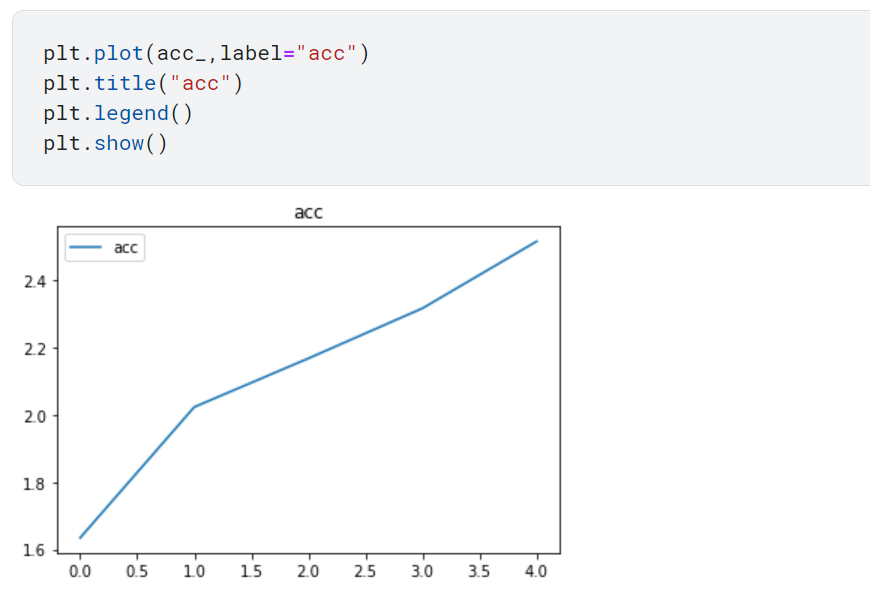 plt.plot(acc_,label="acc")
plt.title("acc")
plt.legend()
plt.show()
acc
acc
2.4
2.2
2.0
1.8
1.6
0.0 0.5 1.0 1.5 2.0 2.5 3.0 3.5 4.0